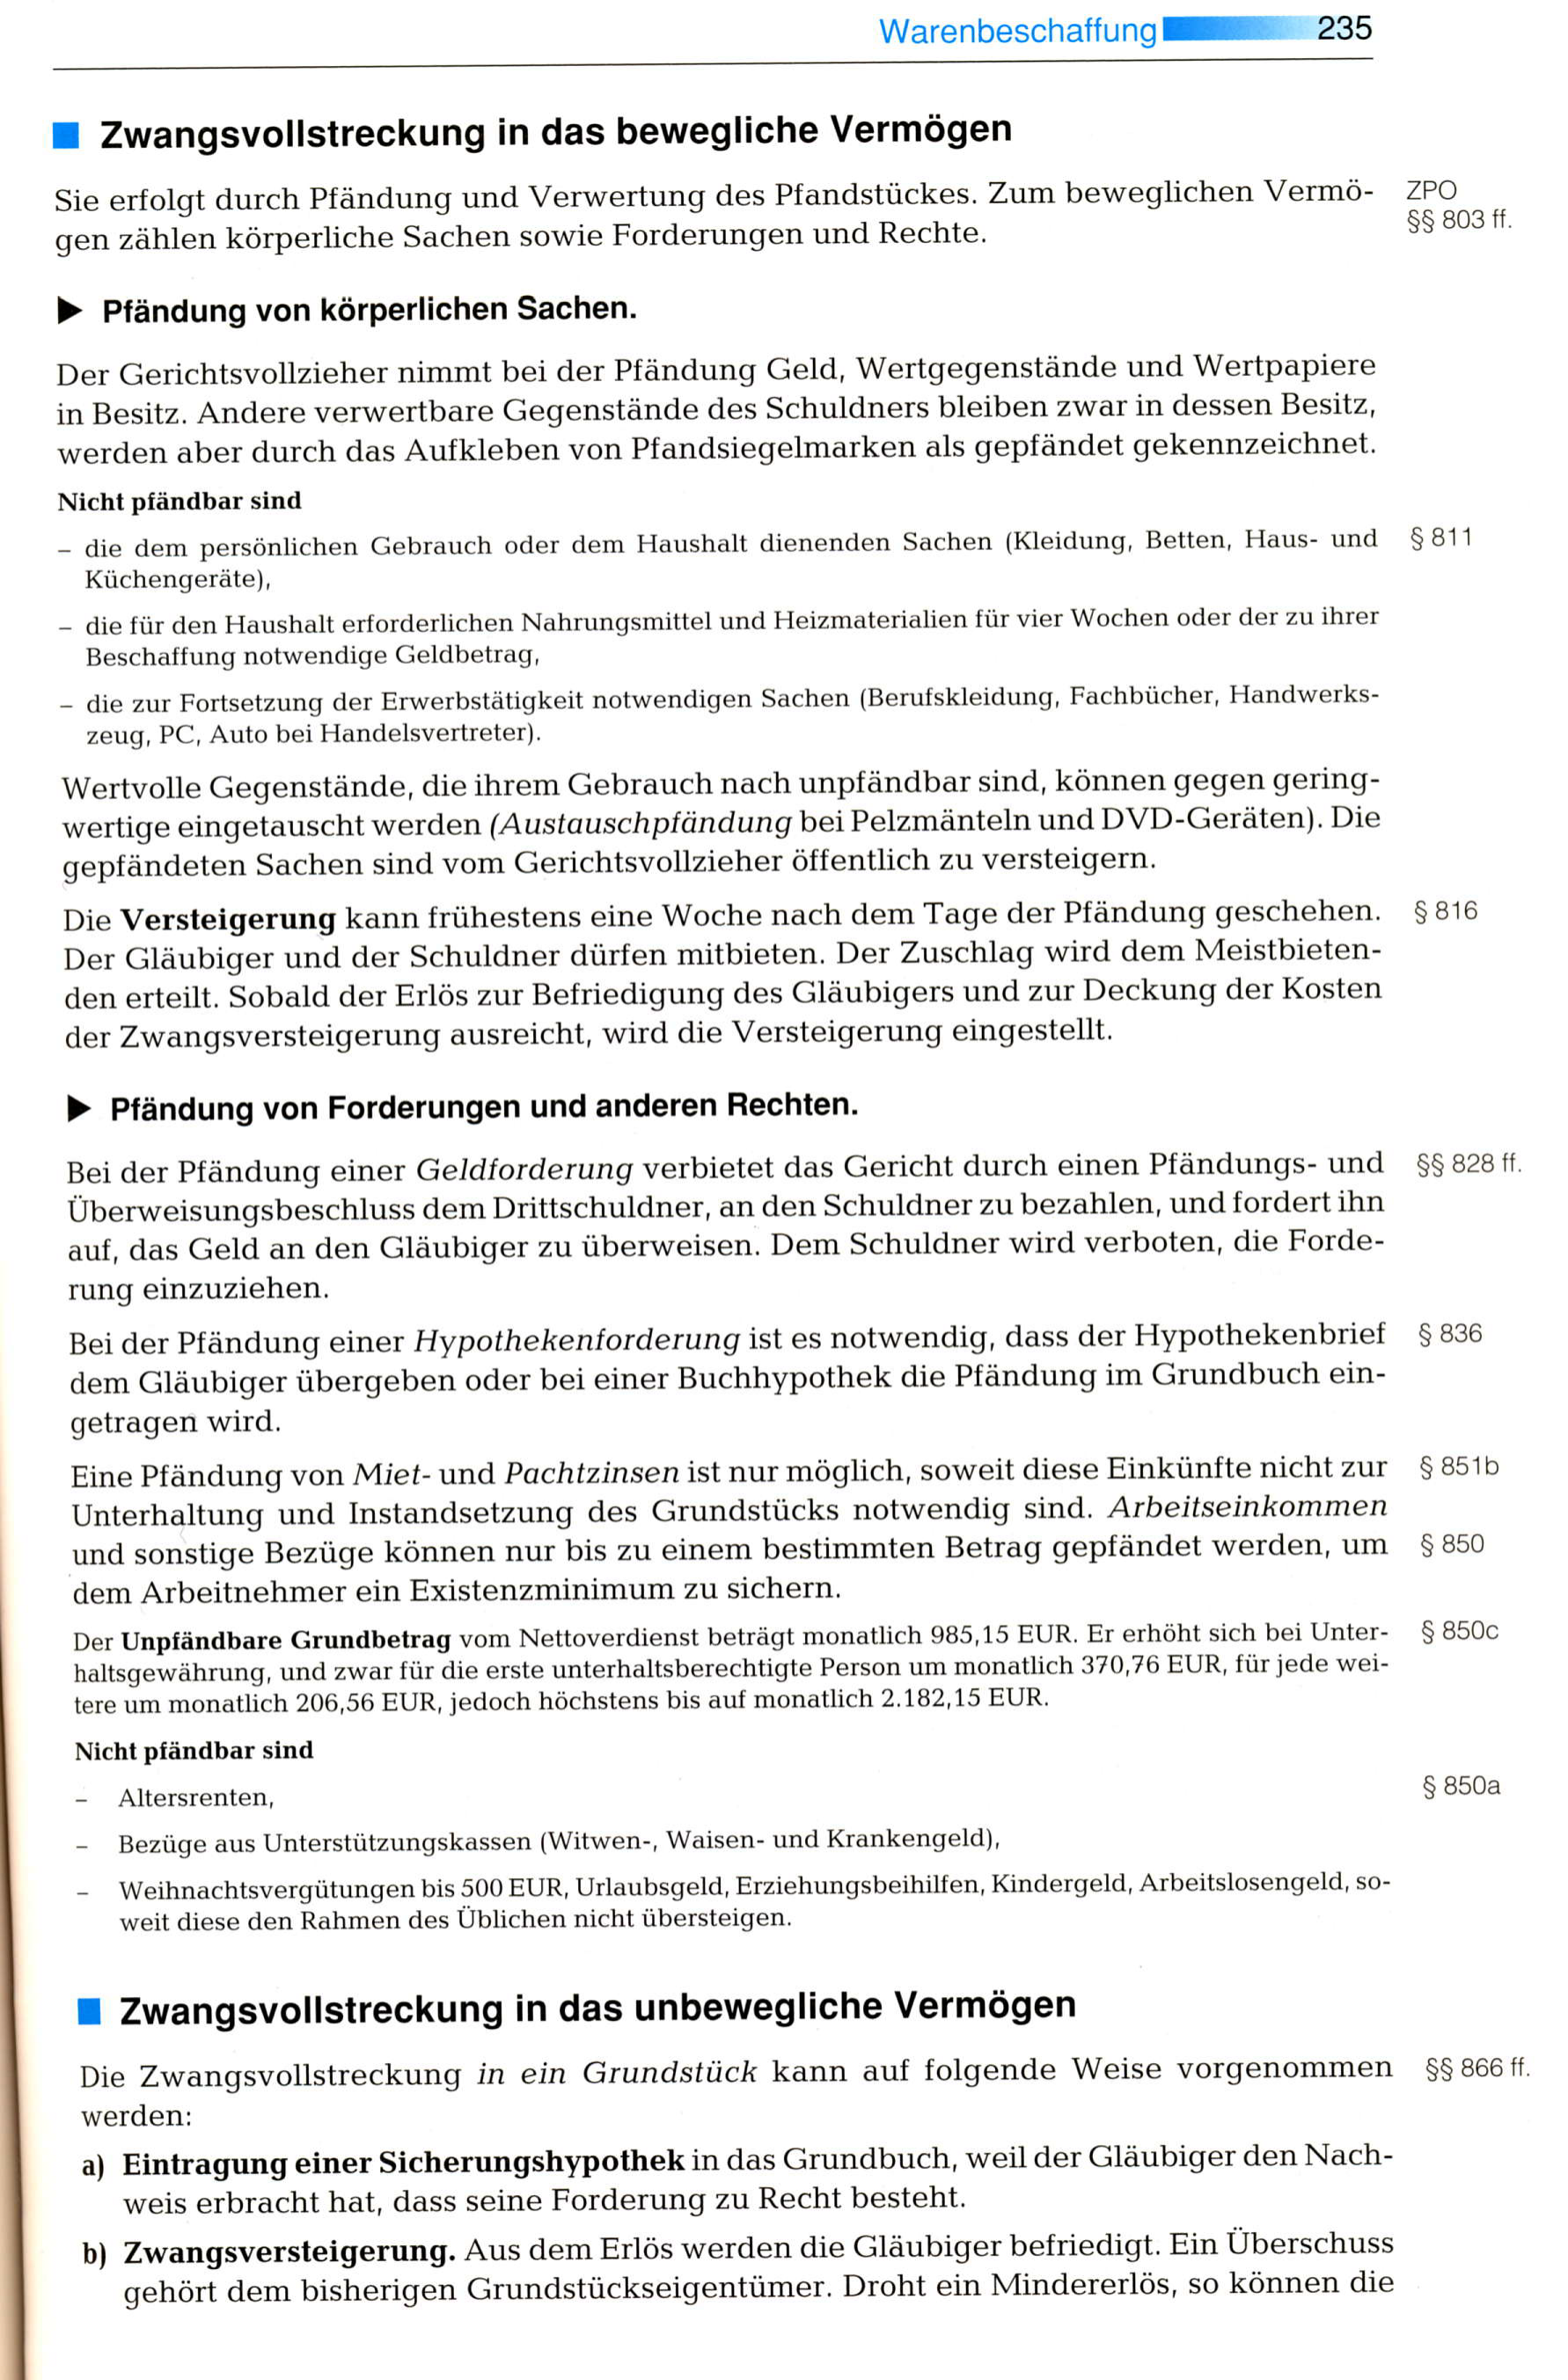 Warenbeschaffung 235
Zwangsvollstreckung in das bewegliche Vermögen
Sie erfolgt durch Pfändung und Verwertung des Pfandstückes. Zum beweglichen Vermö- ZPO
gen zählen körperliche Sachen sowie Forderungen und Rechte. §§ 803 ff.
▶ Pfändung von körperlichen Sachen.
Der Gerichtsvollzieher nimmt bei der Pfändung Geld, Wertgegenstände und Wertpapiere
in Besitz. Andere verwertbare Gegenstände des Schuldners bleiben zwar in dessen Besitz,
werden aber durch das Aufkleben von Pfandsiegelmarken als gepfändet gekennzeichnet.
Nicht pfändbar sind
– die dem persönlichen Gebrauch oder dem Haushalt dienenden Sachen (Kleidung, Betten, Haus- und § 811
Küchengeräte),
– die für den Haushalt erforderlichen Nahrungsmittel und Heizmaterialien für vier Wochen oder der zu ihrer
Beschaffung notwendige Geldbetrag,
– die zur Fortsetzung der Erwerbstätigkeit notwendigen Sachen (Berufskleidung, Fachbücher, Handwerks-
zeug, PC, Auto bei Handelsvertreter).
Wertvolle Gegenstände, die ihrem Gebrauch nach unpfändbar sind, können gegen gering-
wertige eingetauscht werden (Austauschpfändung bei Pelzmänteln und DVD-Geräten). Die
gepfändeten Sachen sind vom Gerichtsvollzieher öffentlich zu versteigern.
Die Versteigerung kann frühestens eine Woche nach dem Tage der Pfändung geschehen. § 816
Der Gläubiger und der Schuldner dürfen mitbieten. Der Zuschlag wird dem Meistbieten-
den erteilt. Sobald der Erlös zur Befriedigung des Gläubigers und zur Deckung der Kosten
der Zwangsversteigerung ausreicht, wird die Versteigerung eingestellt.
▶ Pfändung von Forderungen und anderen Rechten.
Bei der Pfändung einer Geldforderung verbietet das Gericht durch einen Pfändungs- und §§ 828 ff.
Überweisungsbeschluss dem Drittschuldner, an den Schuldner zu bezahlen, und fordert ihn
auf, das Geld an den Gläubiger zu überweisen. Dem Schuldner wird verboten, die Forde-
rung einzuziehen.
Bei der Pfändung einer Hypothekenforderung ist es notwendig, dass der Hypothekenbrief § 836
dem Gläubiger übergeben oder bei einer Buchhypothek die Pfändung im Grundbuch ein-
getragen wird.
Eine Pfändung von Miet- und Pachtzinsen ist nur möglich, soweit diese Einkünfte nicht zur § 851b
Unterhaltung und Instandsetzung des Grundstücks notwendig sind. Arbeitseinkommen
und sonstige Bezüge können nur bis zu einem bestimmten Betrag gepfändet werden, um § 850
dem Arbeitnehmer ein Existenzminimum zu sichern.
Der Unpfändbare Grundbetrag vom Nettoverdienst beträgt monatlich 985,15 EUR. Er erhöht sich bei Unter- § 850c
haltsgewährung, und zwar für die erste unterhaltsberechtigte Person um monatlich 370,76 EUR, für jede wei-
tere um monatlich 206,56 EUR, jedoch höchstens bis auf monatlich 2.182,15 EUR.
Nicht pfändbar sind
– Altersrenten, § 850a
– Bezüge aus Unterstützungskassen (Witwen-, Waisen- und Krankengeld),
– Weihnachtsvergütungen bis 500 EUR, Urlaubsgeld, Erziehungsbeihilfen, Kindergeld, Arbeitslosengeld, so-
weit diese den Rahmen des Üblichen nicht übersteigen.
Zwangsvollstreckung in das unbewegliche Vermögen
Die Zwangsvollstreckung in ein Grundstück kann auf folgende Weise vorgenommen §§ 866 ff.
werden:
a) Eintragung einer Sicherungshypothek in das Grundbuch, weil der Gläubiger den Nach-
weis erbracht hat, dass seine Forderung zu Recht besteht.
b) Zwangsversteigerung. Aus dem Erlös werden die Gläubiger befriedigt. Ein Überschuss
gehört dem bisherigen Grundstückseigentümer. Droht ein Mindererlös, so können die